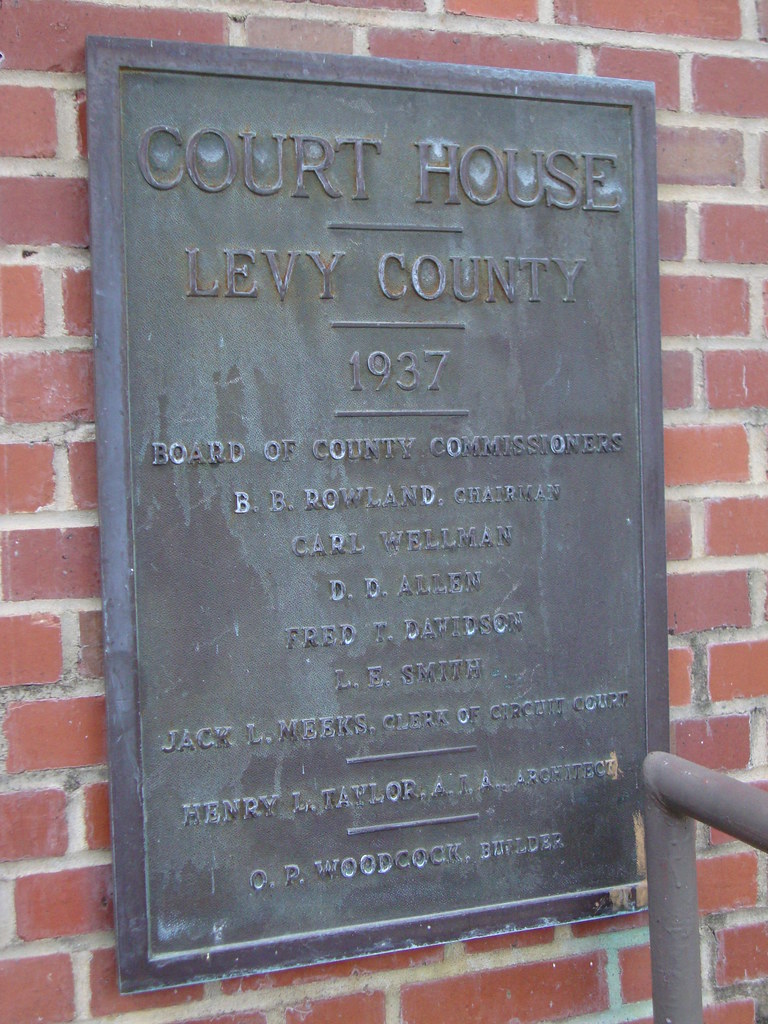 COURT HOUSE
LEVY COUNTY
1937
BOARD OF COUNTY COMMISSIONERS
B. B. ROWLAND, CHAIRMAN
CARL WELLMAN
D. D. ALLEN
FRED T. DAVIDSON
L. E. SMITH
JACK L. MEEKS, CLERK OF CIRCUIT COURT
HENRY L. TAYLOR, A. I. A., ARCHITECT
O. P. WOODCOCK, BUILDER